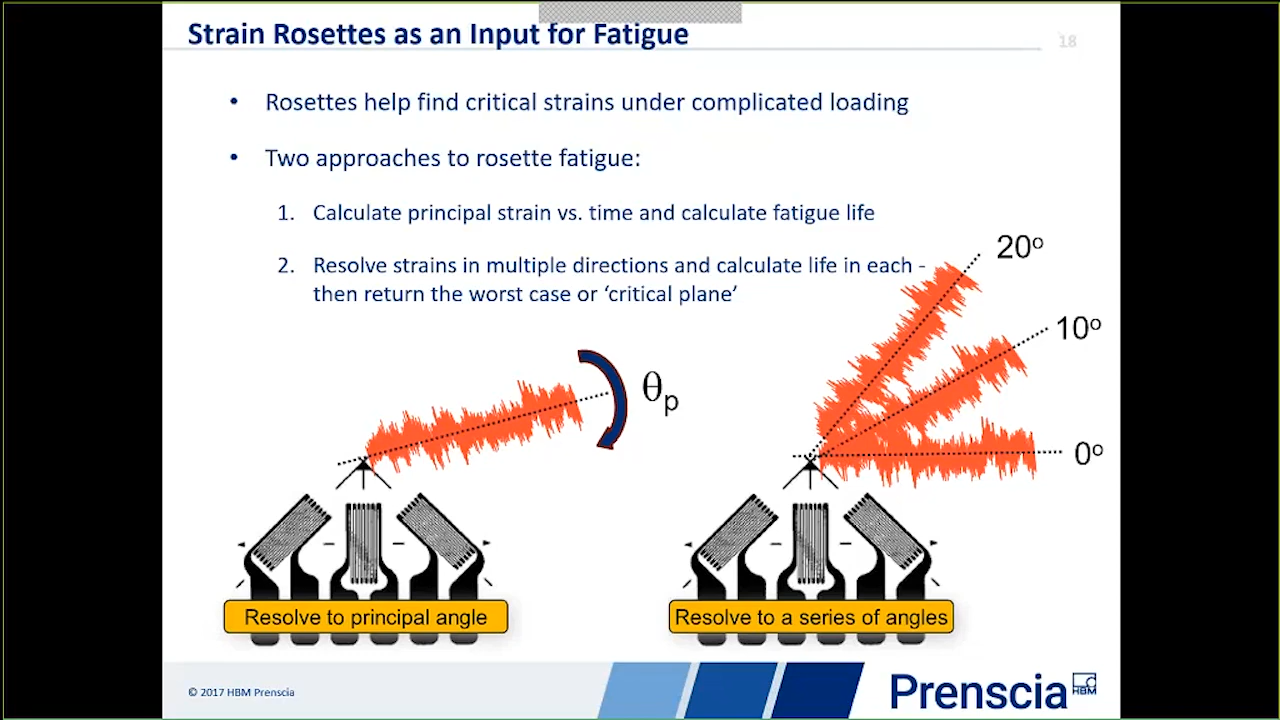 Strain Rosettes as an Input for Fatigue
18
• Rosettes help find critical strains under complicated loading
• Two approaches to rosette fatigue:
1. Calculate principal strain vs. time and calculate fatigue life
2. Resolve strains in multiple directions and calculate life in each -
then return the worst case or ‘critical plane’
20º
10º
θp
0º
Resolve to principal angle
Resolve to a series of angles
© 2017 HBM Prenscia
Prenscia HBM